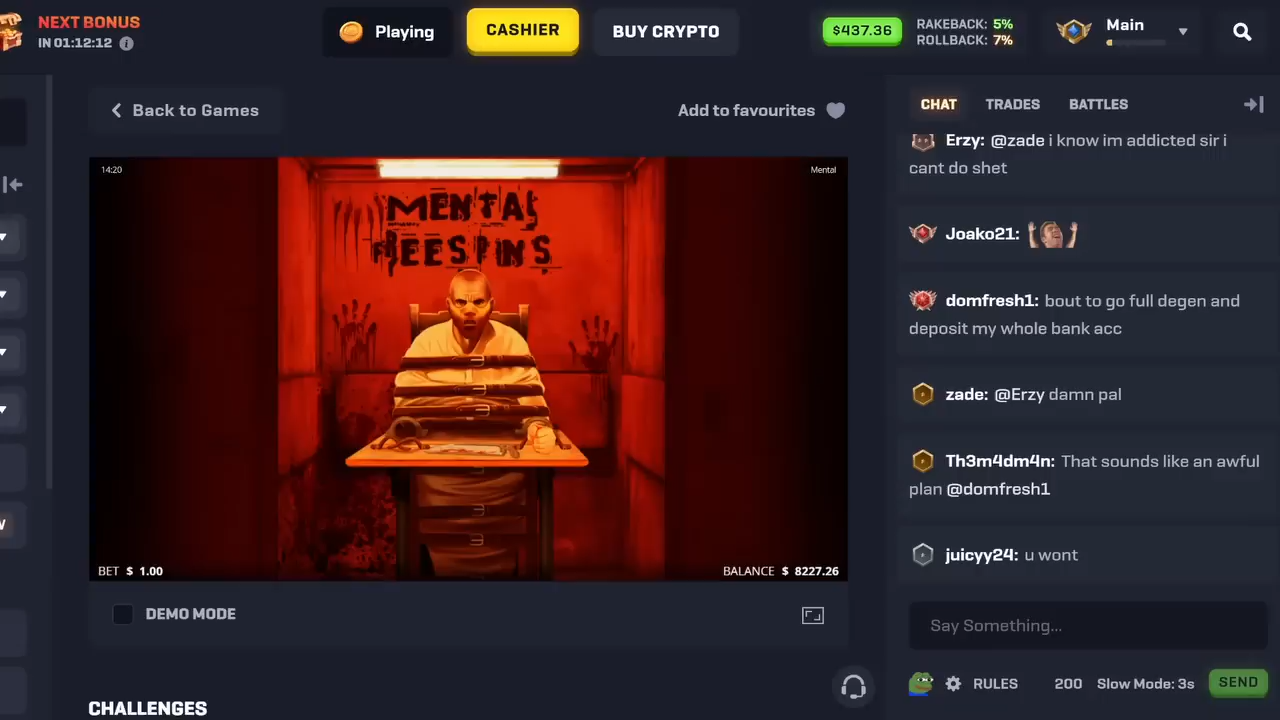 NEXT BONUS
IN 01:12:12
Playing
CASHIER
BUY CRYPTO
$437.36
RAKEBACK: 5%
ROLLBACK: 7%
Main
Back to Games
Add to favourites
CHAT
TRADES
BATTLES
14:20
Mental
MENTAL
FREESPINS
BET $ 1.00
BALANCE $ 8227.26
DEMO MODE
CHALLENGES
Erzy: @zade i know im addicted sir i
cant do shet
Joako21:
domfresh1: bout to go full degen and
deposit my whole bank acc
zade: @Erzy damn pal
Th3m4dm4n: That sounds like an awful
plan @domfresh1
juicyy24: u wont
Say Something...
RULES
200
Slow Mode: 3s
SEND